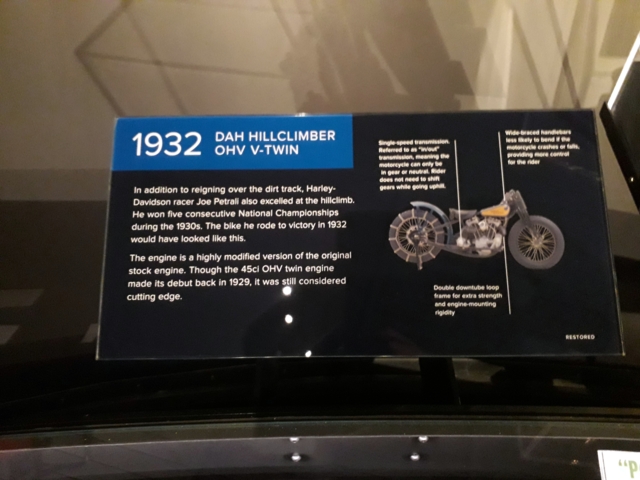 1932
DAH HILLCLIMBER
OHV V-TWIN
In addition to reigning over the dirt track, Harley-
Davidson racer Joe Petrali also excelled at the hillclimb.
He won five consecutive National Championships
during the 1930s. The bike he rode to victory in 1932
would have looked like this.
The engine is a highly modified version of the original
stock engine. Though the 45ci OHV twin engine
made its debut back in 1929, it was still considered
cutting edge.
Single-speed transmission.
Referred to as "in/out"
transmission, meaning the
motorcycle can only be
in gear or neutral. Rider
does not need to shift
gears while going uphill.
Wide-braced handlebars
less likely to bend if the
motorcycle crashes or falls,
providing more control
for the rider
Double downtube loop
frame for extra strength
and engine-mounting
rigidity
RESTORED